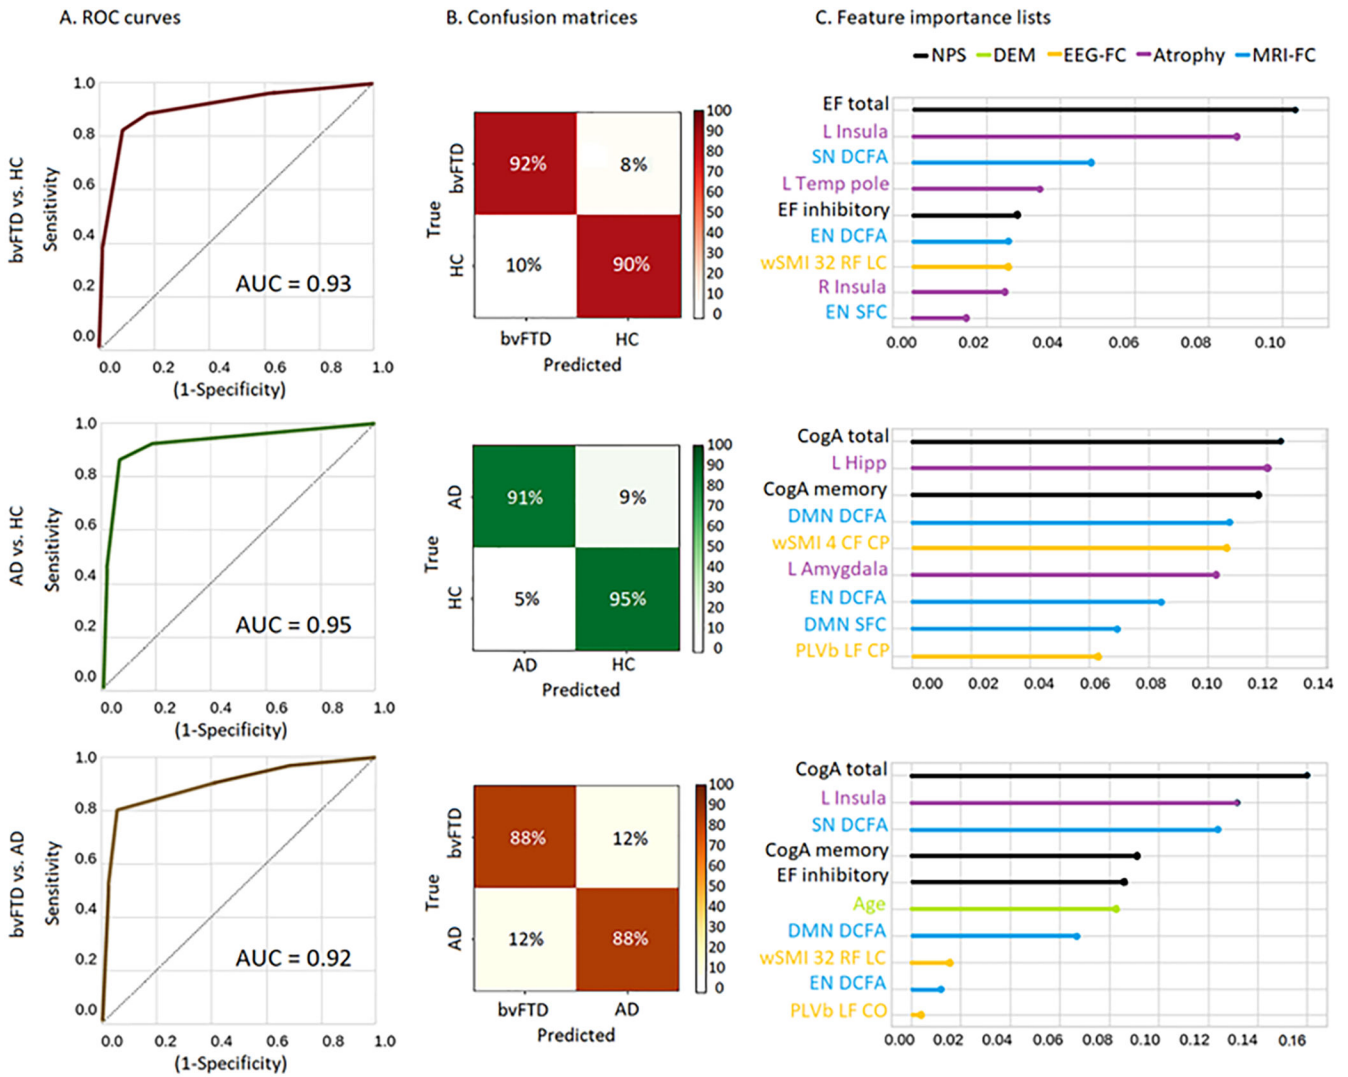 A. ROC curves
B. Confusion matrices
C. Feature importance lists
NPS DEM EEG-FC Atrophy MRI-FC
bvFTD vs. HC
Sensitivity
1.0
0.8
0.6
0.4
0.2
0.0
AUC = 0.93
0.0 0.2 0.4 0.6 0.8 1.0
(1-Specificity)
True
bvFTD
HC
92% 8%
10% 90%
bvFTD HC
Predicted
100
90
80
70
60
50
40
30
20
10
0
EF total
L Insula
SN DCFA
L Temp pole
EF inhibitory
EN DCFA
wSMI 32 RF LC
R Insula
EN SFC
0.00 0.02 0.04 0.06 0.08 0.10
AD vs. HC
Sensitivity
1.0
0.8
0.6
0.4
0.2
0.0
AUC = 0.95
0.0 0.2 0.4 0.6 0.8 1.0
(1-Specificity)
True
AD
HC
91% 9%
5% 95%
AD HC
Predicted
100
90
80
70
60
50
40
30
20
10
0
CogA total
L Hipp
CogA memory
DMN DCFA
wSMI 4 CF CP
L Amygdala
EN DCFA
DMN SFC
PLVb LF CP
0.00 0.02 0.04 0.06 0.08 0.10 0.12 0.14
bvFTD vs. AD
Sensitivity
1.0
0.8
0.6
0.4
0.2
0.0
AUC = 0.92
0.0 0.2 0.4 0.6 0.8 1.0
(1-Specificity)
True
bvFTD
AD
88% 12%
12% 88%
bvFTD AD
Predicted
100
90
80
70
60
50
40
30
20
10
0
CogA total
L Insula
SN DCFA
CogA memory
EF inhibitory
Age
DMN DCFA
wSMI 32 RF LC
EN DCFA
PLVb LF CO
0.00 0.02 0.04 0.06 0.08 0.10 0.12 0.14 0.16